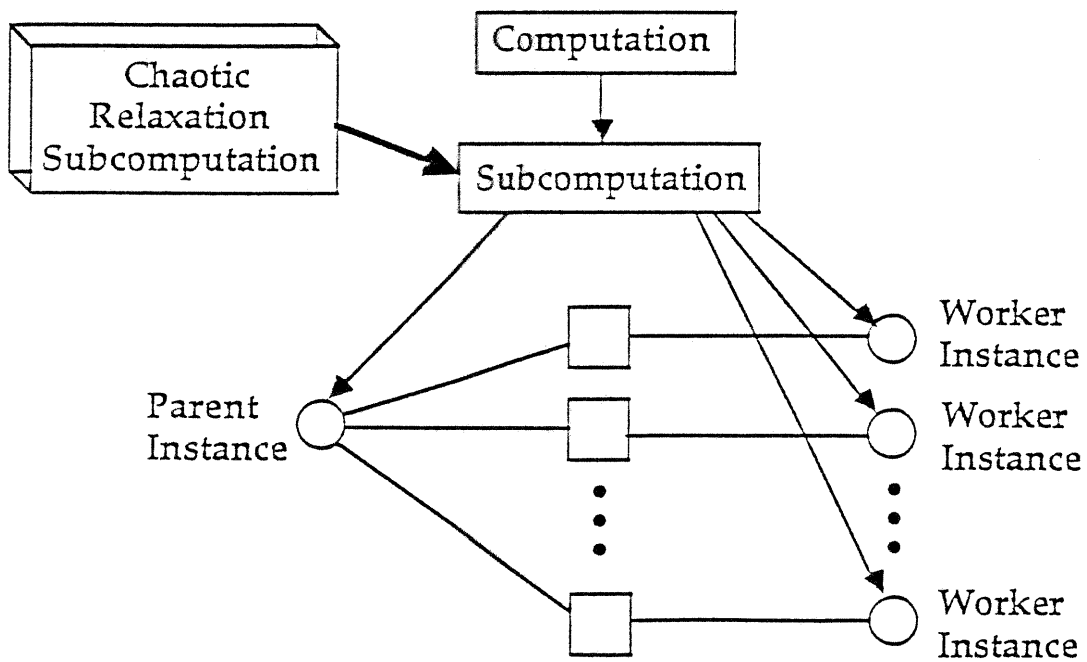 Computation
Chaotic
Relaxation
Subcomputation
Subcomputation
Worker
Instance
Parent
Instance
Worker
Instance
Worker
Instance